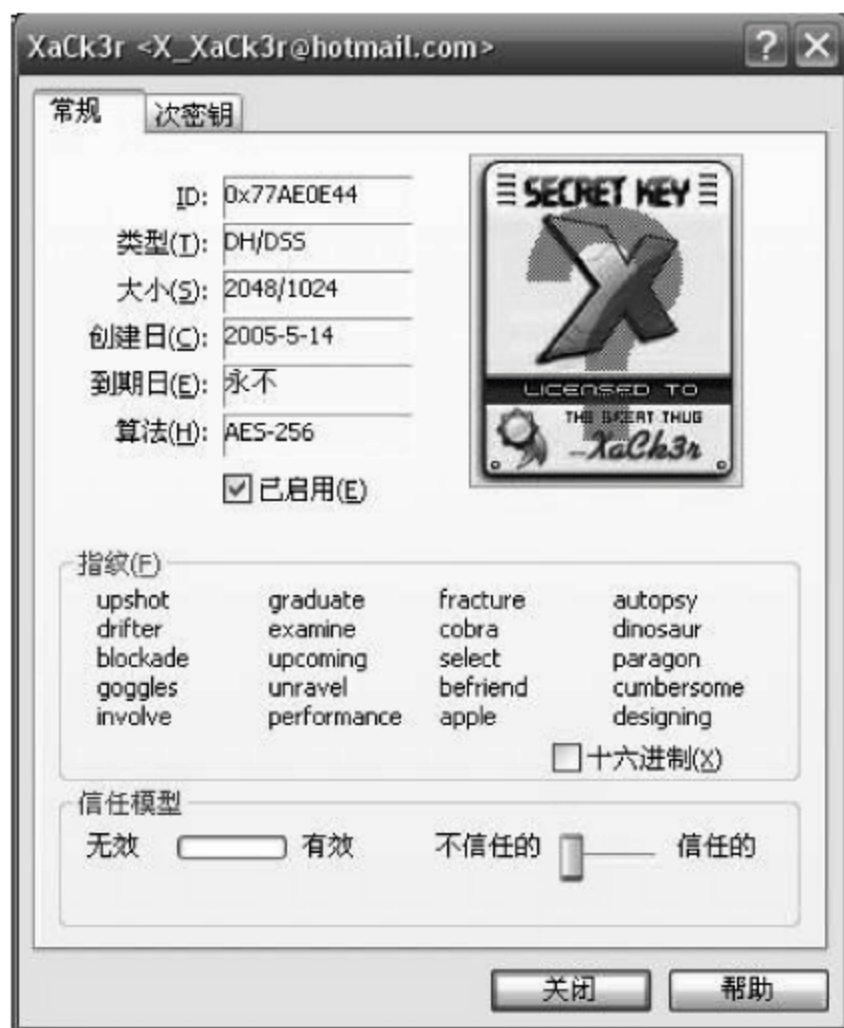 XaCk3r <X_XaCk3r@hotmail.com>
常规 次密钥
ID: 0x77AE0E44
类型(T): DH/DSS
大小(S): 2048/1024
创建日(C): 2005-5-14
到期日(E): 永不
算法(H): AES-256
已启用(E)
SECRET KEY
LICENSED TO
THE GREAT THUG
XaCk3r
指纹(F)
upshot graduate fracture autopsy
drifter examine cobra dinosaur
blockade upcoming select paragon
goggles unravel befriend cumbersome
involve performance apple designing
十六进制(X)
信任模型
无效 有效 不信任的 信任的
关闭 帮助